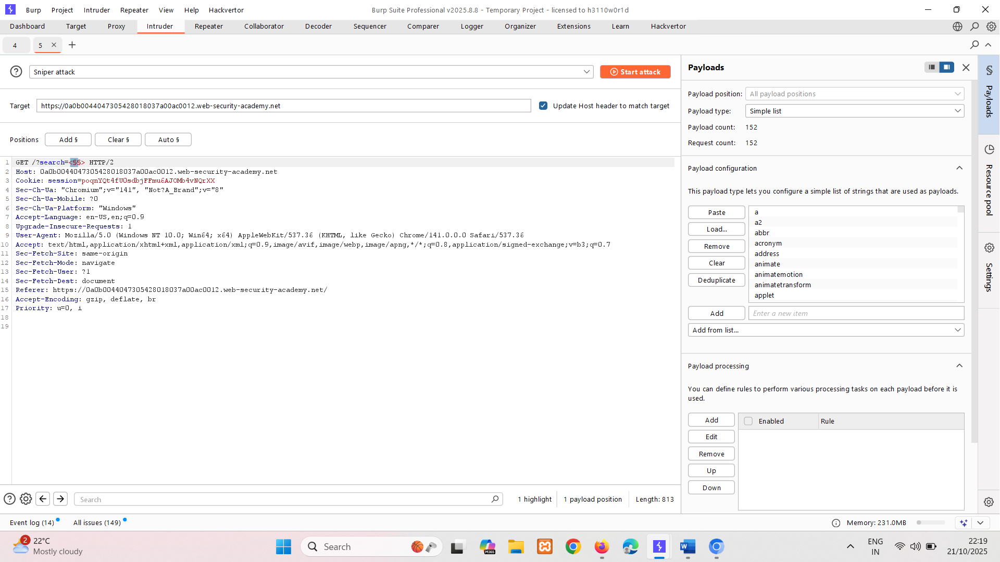 Burp Project Intruder Repeater View Help Hackvertor
Burp Suite Professional v2025.8.8 - Temporary Project - licensed to h3110w0r1d
Dashboard Target Proxy Intruder Repeater Collaborator Decoder Sequencer Comparer Logger Organizer Extensions Learn Hackvertor
4 5
Sniper attack
Start attack
Target https://0a0b0044047305428018037a00ac0012.web-security-academy.net
Update Host header to match target
Positions Add § Clear § Auto §
1 GET /?search=<§§> HTTP/2
2 Host: 0a0b0044047305428018037a00ac0012.web-security-academy.net
3 Cookie: session=poqnYQt4fU0sdbjFFmu6AJOMb4vNQrXX
4 Sec-Ch-Ua: "Chromium";v="141", "Not?A_Brand";v="8"
5 Sec-Ch-Ua-Mobile: ?0
6 Sec-Ch-Ua-Platform: "Windows"
7 Accept-Language: en-US,en;q=0.9
8 Upgrade-Insecure-Requests: 1
9 User-Agent: Mozilla/5.0 (Windows NT 10.0; Win64; x64) AppleWebKit/537.36 (KHTML, like Gecko) Chrome/141.0.0.0 Safari/537.36
10 Accept: text/html,application/xhtml+xml,application/xml;q=0.9,image/avif,image/webp,image/apng,*/*;q=0.8,application/signed-exchange;v=b3;q=0.7
11 Sec-Fetch-Site: same-origin
12 Sec-Fetch-Mode: navigate
13 Sec-Fetch-User: ?1
14 Sec-Fetch-Dest: document
15 Referer: https://0a0b0044047305428018037a00ac0012.web-security-academy.net/
16 Accept-Encoding: gzip, deflate, br
17 Priority: u=0, i
18
19
Search
1 highlight 1 payload position Length: 813
Payloads
Payload position: All payload positions
Payload type: Simple list
Payload count: 152
Request count: 152
Payload configuration
This payload type lets you configure a simple list of strings that are used as payloads.
Paste
Load...
Remove
Clear
Deduplicate
a
a2
abbr
acronym
address
animate
animatemotion
animatetransform
applet
Add Enter a new item
Add from list...
Payload processing
You can define rules to perform various processing tasks on each payload before it is
used.
Add
Edit
Remove
Up
Down
Enabled Rule
§ Payloads
Resource pool
Settings
Event log (14) All issues (149)
Memory: 231.0MB
2
22°C
Mostly cloudy
Search
M365
W
ENG
IN
22:19
21/10/2025